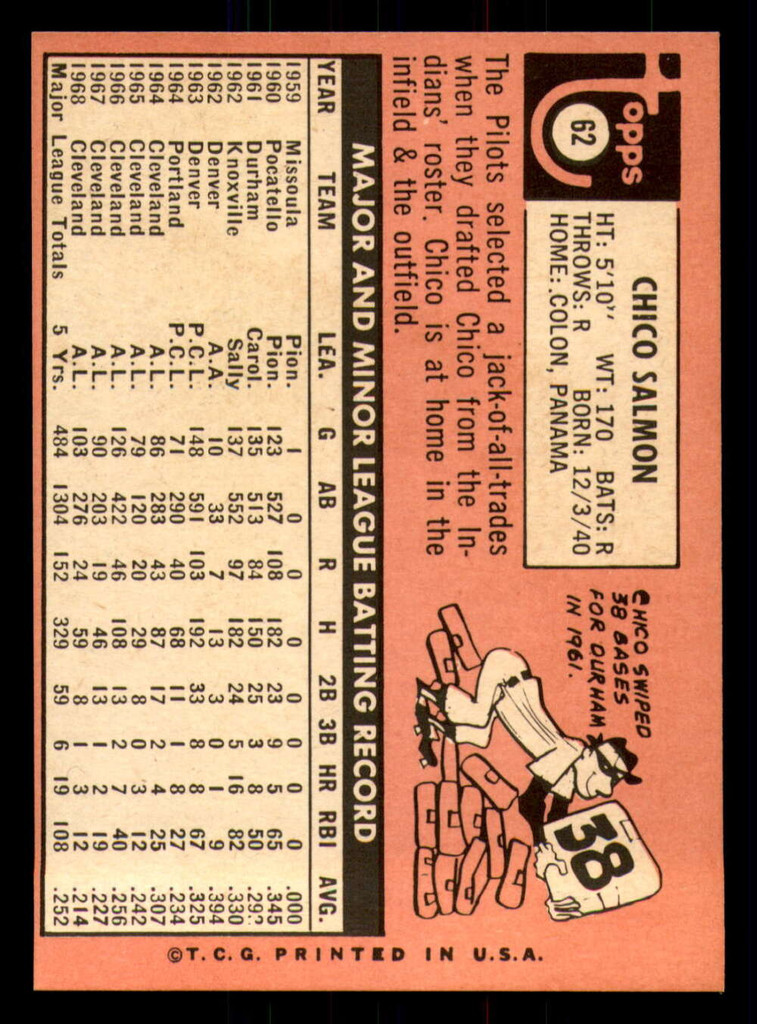 Topps
62
CHICO SALMON
HT: 5'10" WT: 170 BATS: R
THROWS: R BORN: 12/3/40
HOME: COLON, PANAMA
The Pilots selected a jack-of-all-trades
when they drafted Chico from the In-
dians' roster. Chico is at home in the
infield & the outfield.
CHICO SWIPED
38 BASES
FOR DURHAM
IN 1961.
38
MAJOR AND MINOR LEAGUE BATTING RECORD
YEAR TEAM LEA. G AB R H 2B 3B HR RBI AVG.
1959 Missoula Pion. 1 0 0 0 0 0 0 0 .000
1960 Pocatello Pion. 123 527 108 182 23 9 5 65 .345
1961 Durham Carol. 135 513 84 150 25 3 8 50 .292
1962 Knoxville Sally 137 552 97 182 24 5 16 82 .330
1962 Denver A.A. 10 33 7 13 3 0 1 9 .394
1963 Denver P.C.L. 148 591 103 192 33 8 8 67 .325
1964 Portland P.C.L. 71 290 40 68 11 1 8 27 .234
1964 Cleveland A.L. 86 283 43 87 17 2 4 25 .307
1965 Cleveland A.L. 79 120 20 29 8 0 3 12 .242
1966 Cleveland A.L. 126 422 46 108 13 2 7 40 .256
1967 Cleveland A.L. 90 203 19 46 13 1 2 19 .227
1968 Cleveland A.L. 103 276 24 59 8 1 3 12 .214
Major League Totals 5 Yrs. 484 1304 152 329 59 6 19 108 .252
©T.C.G. PRINTED IN U.S.A.